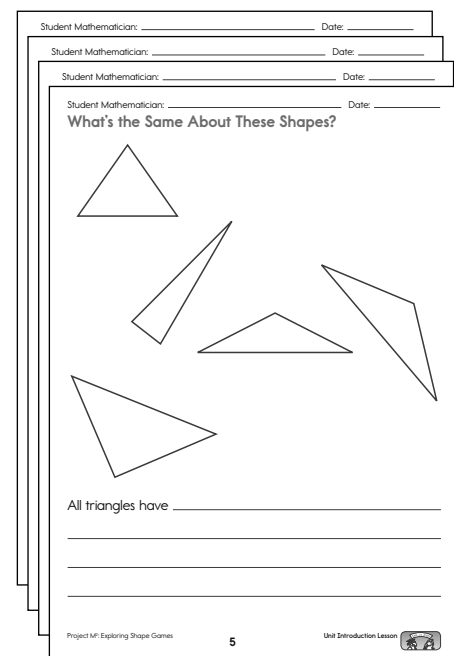 Student Mathematician: Date:
Student Mathematician: Date:
Student Mathematician: Date:
Student Mathematician: Date:
What's the Same About These Shapes?
All triangles have
Project M²: Exploring Shape Games
5
Unit Introduction Lesson